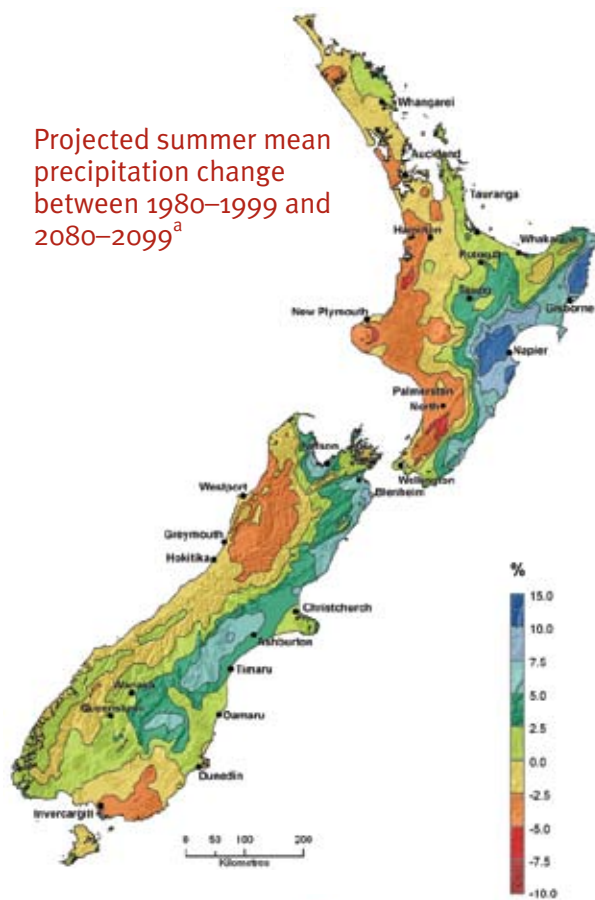 Projected summer mean
precipitation change
between 1980–1999 and
2080–2099a
Whangarei
Auckland
Tauranga
Hamilton
Whakatane
Rotorua
Taupo
Gisborne
New Plymouth
Napier
Palmerston
North
Nelson
Wellington
Blenheim
Westport
Greymouth
Hokitika
Christchurch
Ashburton
Timaru
Wanaka
Queenstown
Oamaru
Dunedin
Invercargill
0 50 100 200
Kilometres
%
15.0
10.0
7.5
5.0
2.5
0.0
-2.5
-5.0
-7.5
-10.0